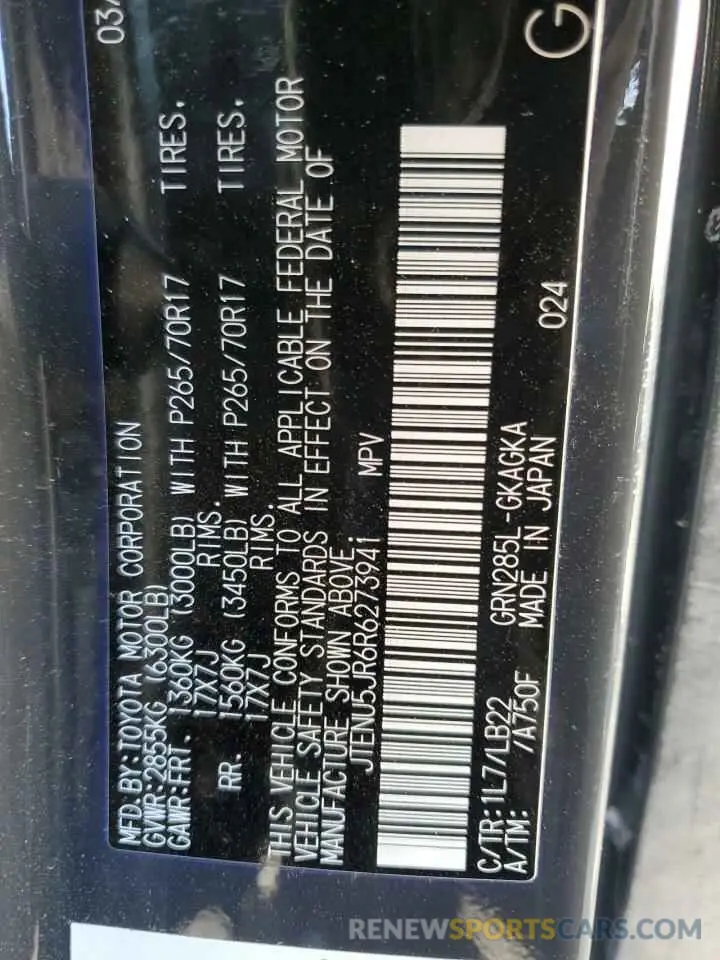 MFD.BY:TOYOTA MOTOR CORPORATION 03/
GVWR:2855KG (6300LB)
GAWR:FRT. 1360KG (3000LB) WITH P265/70R17 TIRES.
17X7J RIMS.
RR. 1560KG (3450LB) WITH P265/70R17 TIRES.
17X7J RIMS.
THIS VEHICLE CONFORMS TO ALL APPLICABLE FEDERAL MOTOR
VEHICLE SAFETY STANDARDS IN EFFECT ON THE DATE OF
MANUFACTURE SHOWN ABOVE.
JTENU5JR6R6273941 MPV
C/TR:1L7/LB22 GRN285L-GKAGKA 024 G
A/TM: /A750F MADE IN JAPAN
RENEWSPORTSCARS.COM